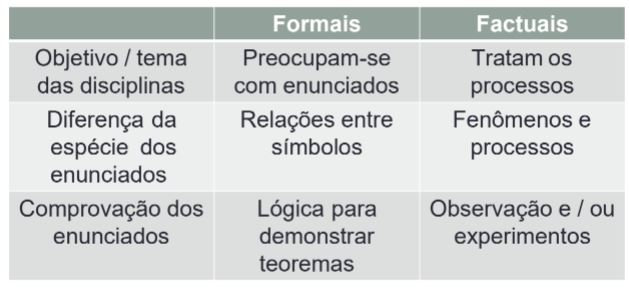 Formais
Factuais
Objetivo / tema
das disciplinas
Preocupam-se
com enunciados
Tratam os
processos
Diferença da
espécie dos
enunciados
Relações entre
símbolos
Fenômenos e
processos
Comprovação dos
enunciados
Lógica para
demonstrar
teoremas
Observação e / ou
experimentos